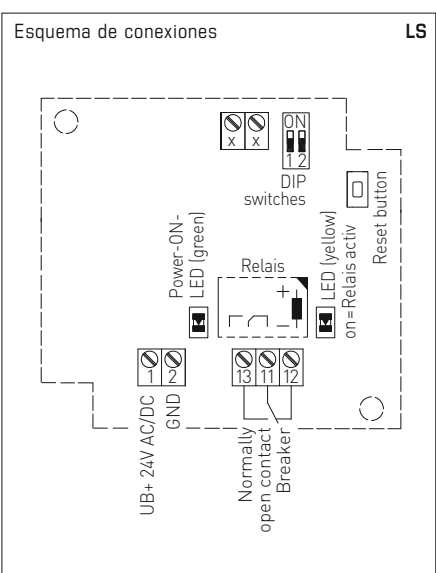 Esquema de conexiones
LS
ON
x x
1 2
DIP
switches
Reset button
Power-ON-
LED (green)
Relais
+
–
LED (yellow)
on=Relais activ
1 2
13 11 12
UB+ 24V AC/DC
GND
Normally
open contact
Breaker